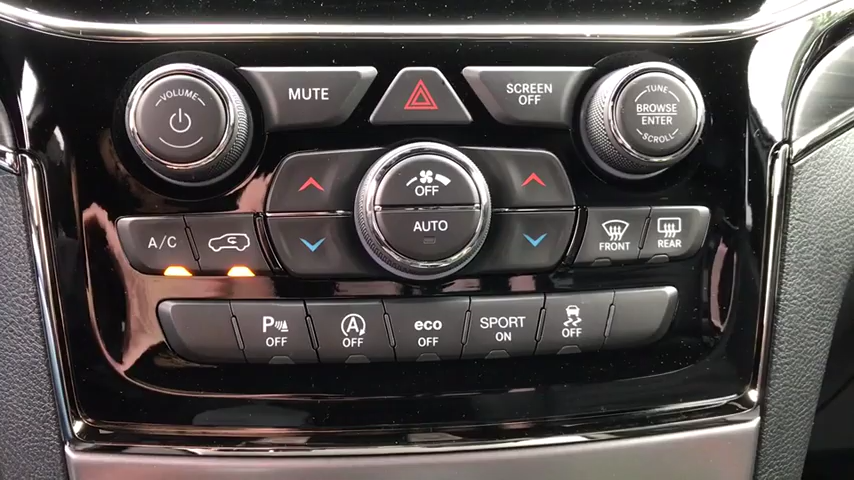 VOLUME
MUTE
SCREEN
OFF
TUNE
BROWSE
ENTER
SCROLL
OFF
AUTO
A/C
FRONT
REAR
P OFF
A OFF
eco OFF
SPORT ON
OFF